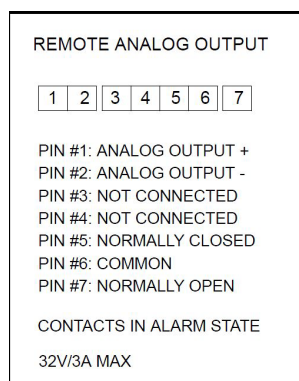 REMOTE ANALOG OUTPUT
1 2 3 4 5 6 7
PIN #1: ANALOG OUTPUT +
PIN #2: ANALOG OUTPUT -
PIN #3: NOT CONNECTED
PIN #4: NOT CONNECTED
PIN #5: NORMALLY CLOSED
PIN #6: COMMON
PIN #7: NORMALLY OPEN
CONTACTS IN ALARM STATE
32V/3A MAX